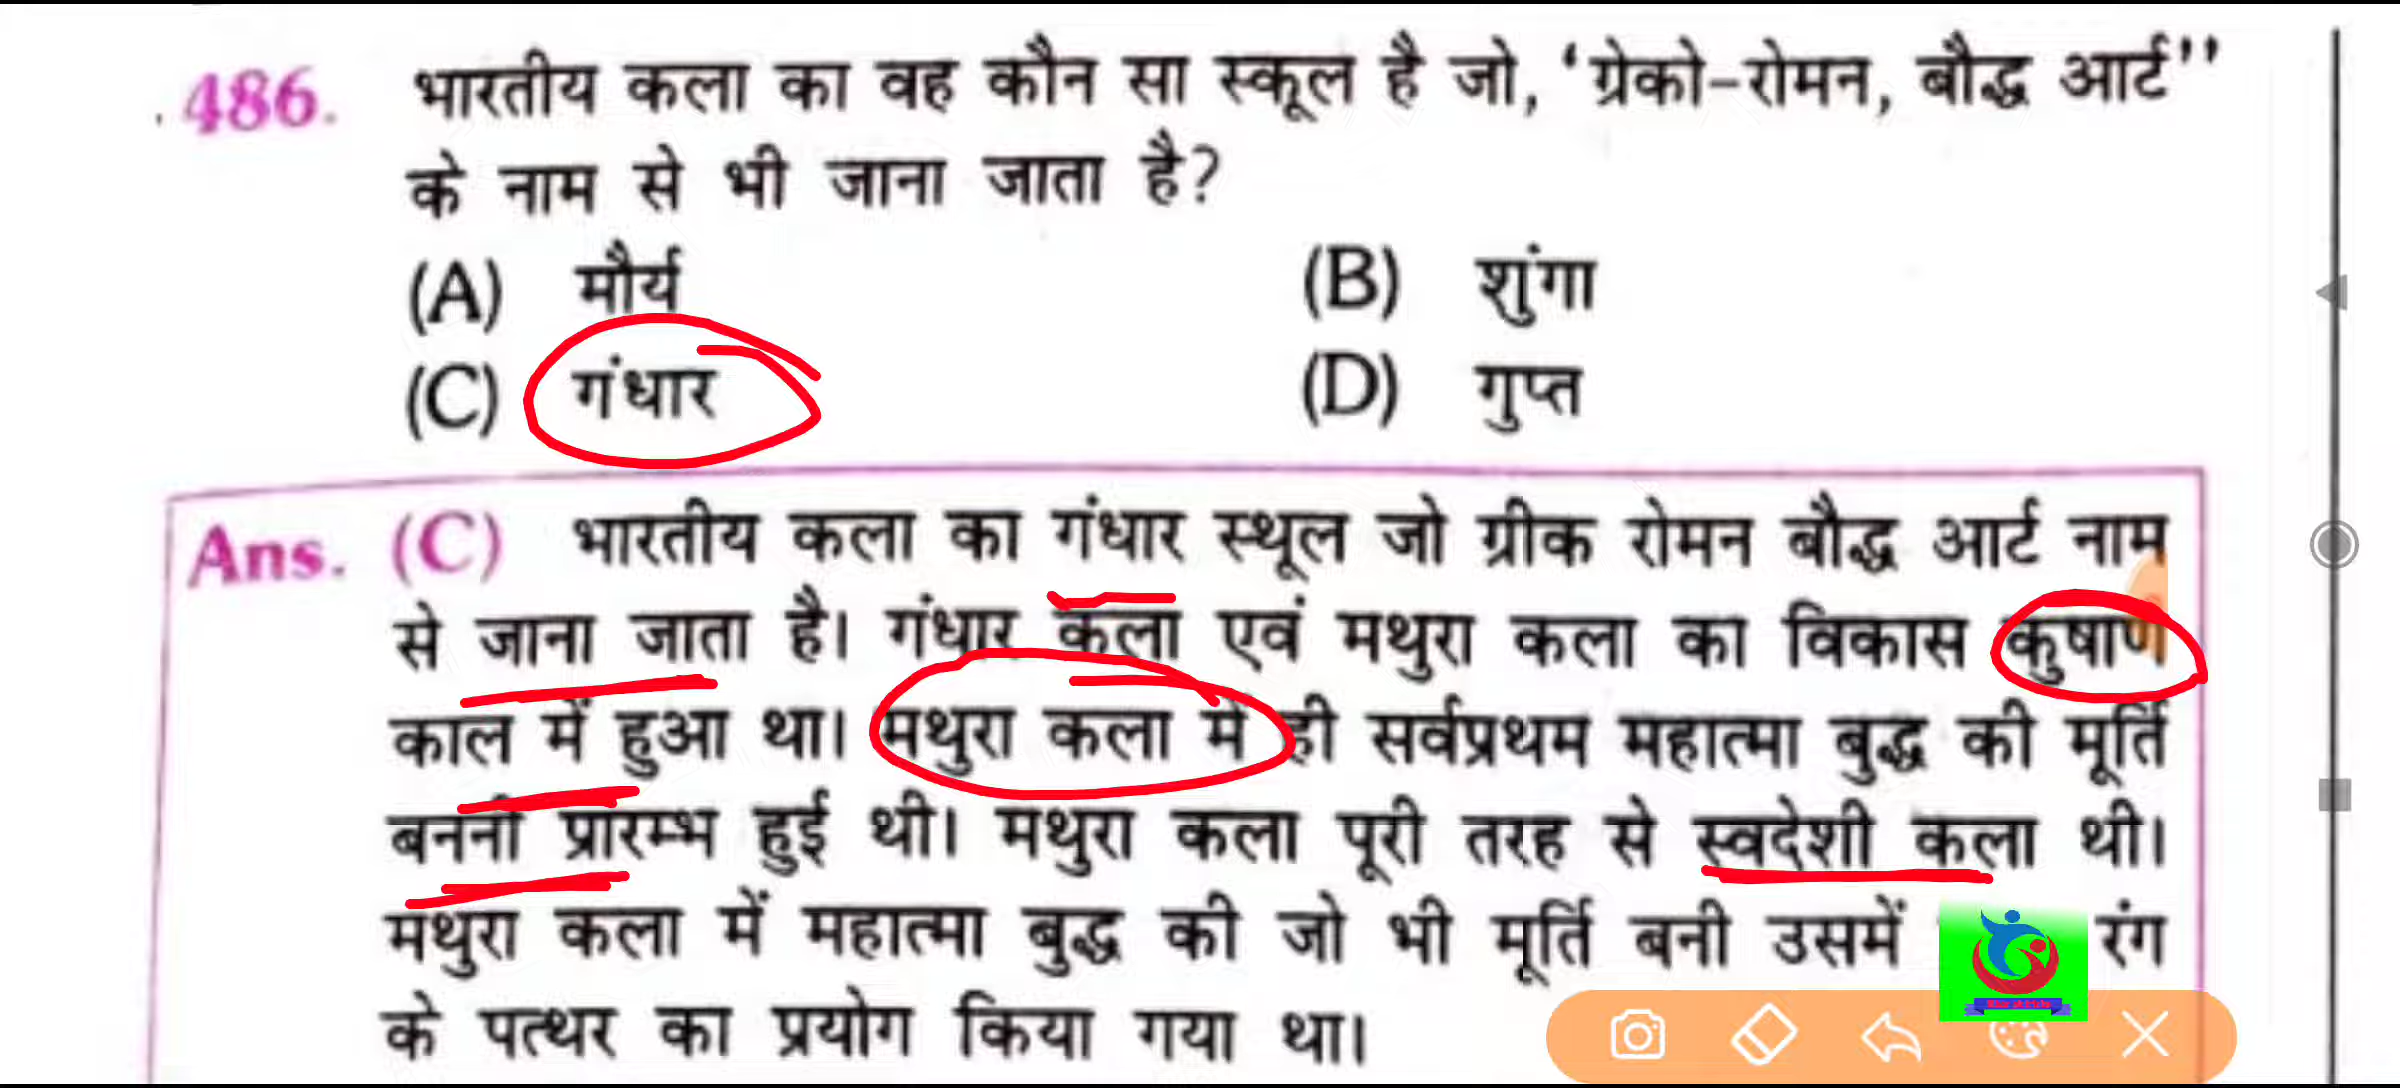 486. भारतीय कला का वह कौन सा स्कूल है जो, ‘ग्रेको-रोमन, बौद्ध आर्ट’’
के नाम से भी जाना जाता है?
(A) मौर्य (B) शुंगा
(C) गंधार (D) गुप्त
Ans. (C) भारतीय कला का गंधार स्थूल जो ग्रीक रोमन बौद्ध आर्ट नाम
से जाना जाता है। गंधार कला एवं मथुरा कला का विकास कुषाण
काल में हुआ था। मथुरा कला में ही सर्वप्रथम महात्मा बुद्ध की मूर्ति
बननी प्रारम्भ हुई थी। मथुरा कला पूरी तरह से स्वदेशी कला थी।
मथुरा कला में महात्मा बुद्ध की जो भी मूर्ति बनी उसमें रंग
के पत्थर का प्रयोग किया गया था।